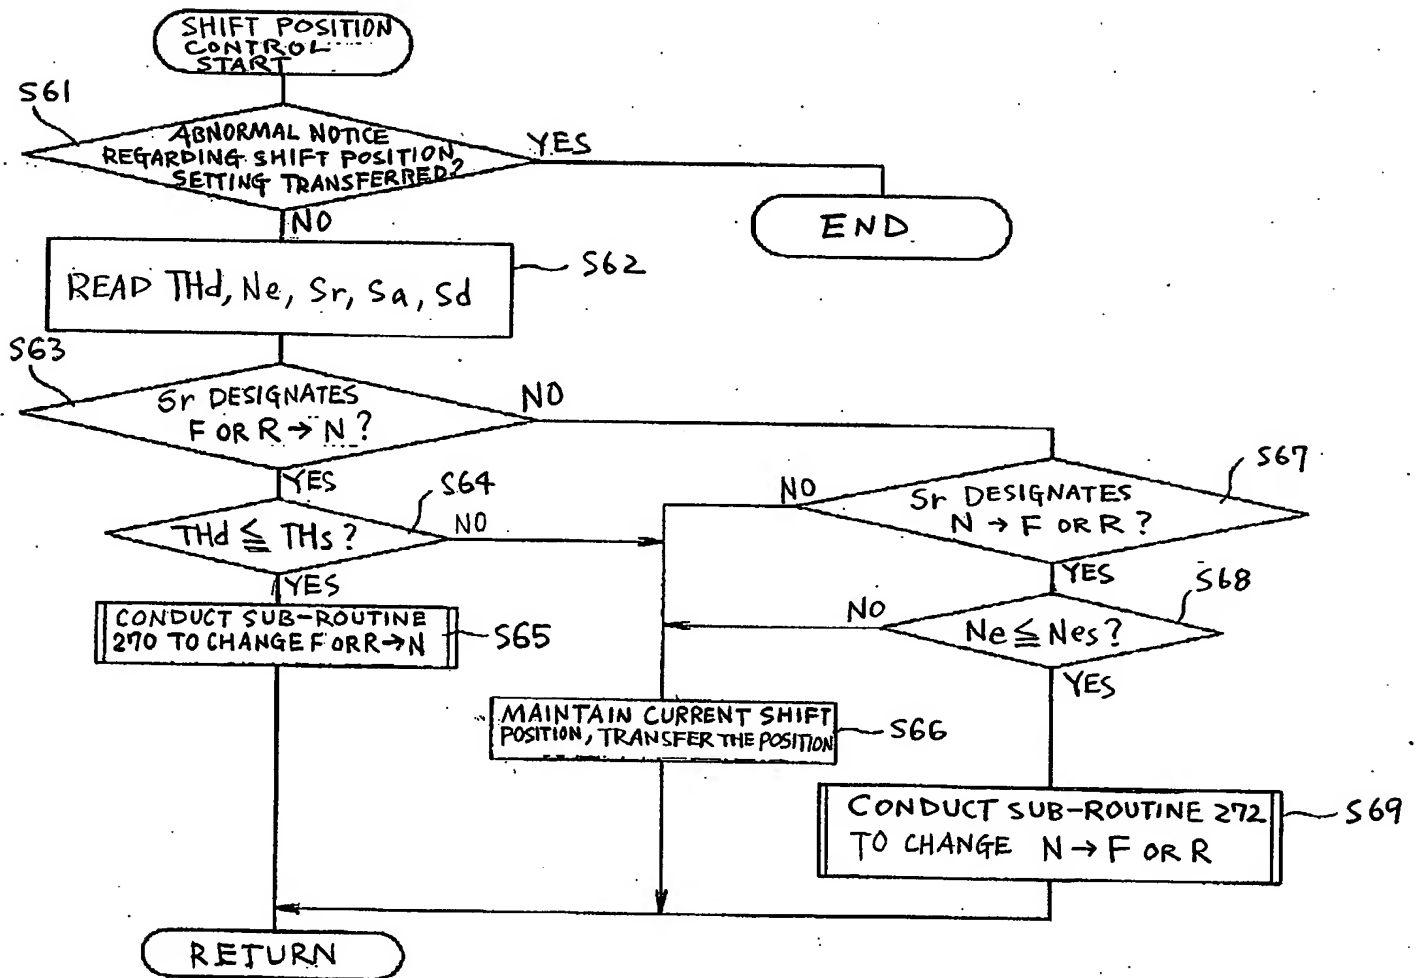 SHIFT POSITION
CONTROL
START
S61
ABNORMAL NOTICE
REGARDING SHIFT POSITION
SETTING TRANSFERRED?
YES
END
NO
READ THd, Ne, Sr, Sa, Sd
S62
S63
Sr DESIGNATES
F OR R → N ?
NO
YES
S64
THd ≦ THs ?
NO
YES
CONDUCT SUB-ROUTINE
270 TO CHANGE F OR R → N
S65
S67
Sr DESIGNATES
N → F OR R ?
NO
YES
S68
Ne ≦ Nes ?
NO
YES
MAINTAIN CURRENT SHIFT
POSITION, TRANSFER THE POSITION
S66
CONDUCT SUB-ROUTINE 272
TO CHANGE N → F OR R
S69
RETURN